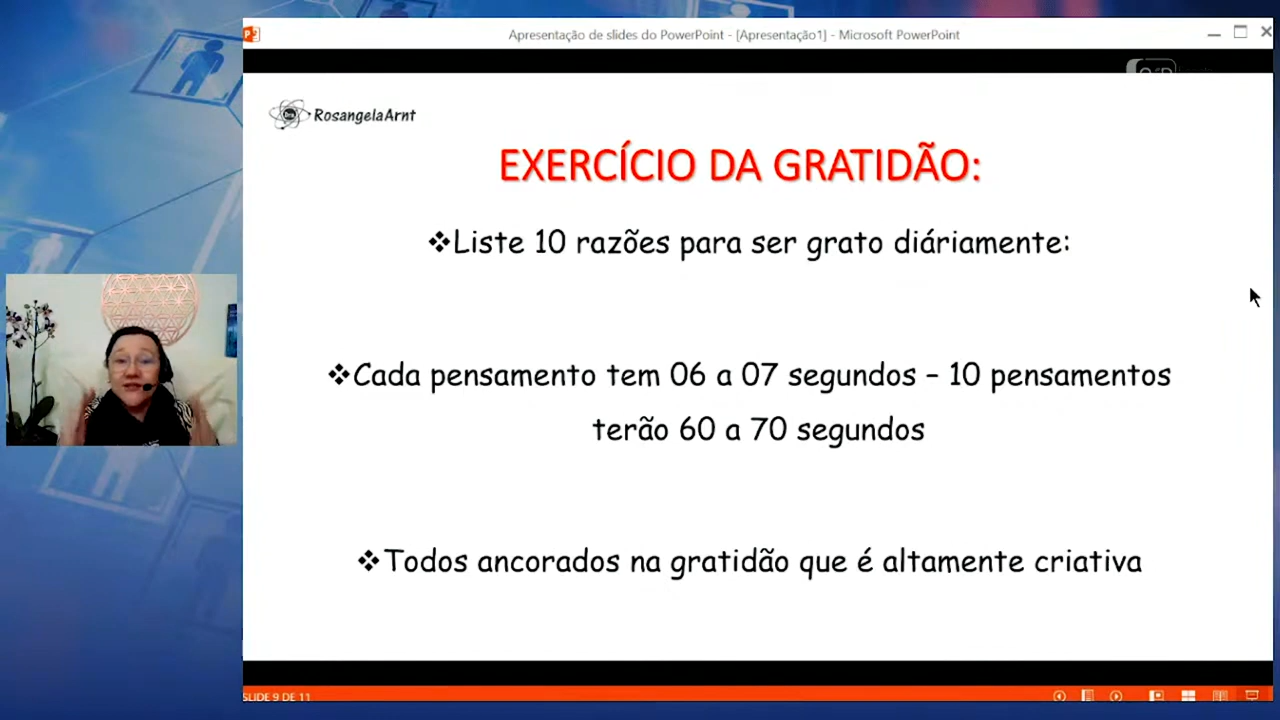 Apresentação de slides do PowerPoint - [Apresentação1] - Microsoft PowerPoint
RosangelaArnt
EXERCÍCIO DA GRATIDÃO:
❖Liste 10 razões para ser grato diáriamente:
❖Cada pensamento tem 06 a 07 segundos – 10 pensamentos
terão 60 a 70 segundos
❖Todos ancorados na gratidão que é altamente criativa
SLIDE 9 DE 11